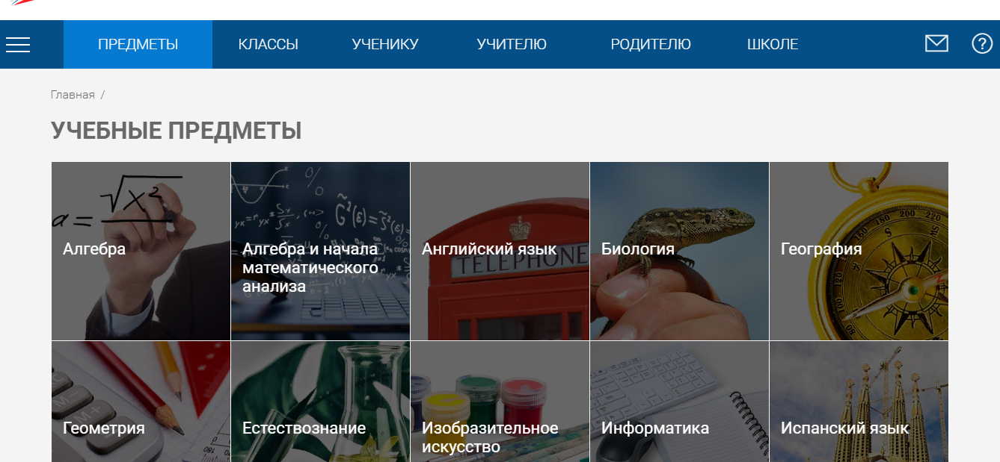 ПРЕДМЕТЫ КЛАССЫ УЧЕНИКУ УЧИТЕЛЮ РОДИТЕЛЮ ШКОЛЕ
Главная /
УЧЕБНЫЕ ПРЕДМЕТЫ
Алгебра
Алгебра и начала
математического
анализа
Английский язык
TELEPHONE
Биология
География
Геометрия
Естествознание
Изобразительное
искусство
Информатика
Испанский язык